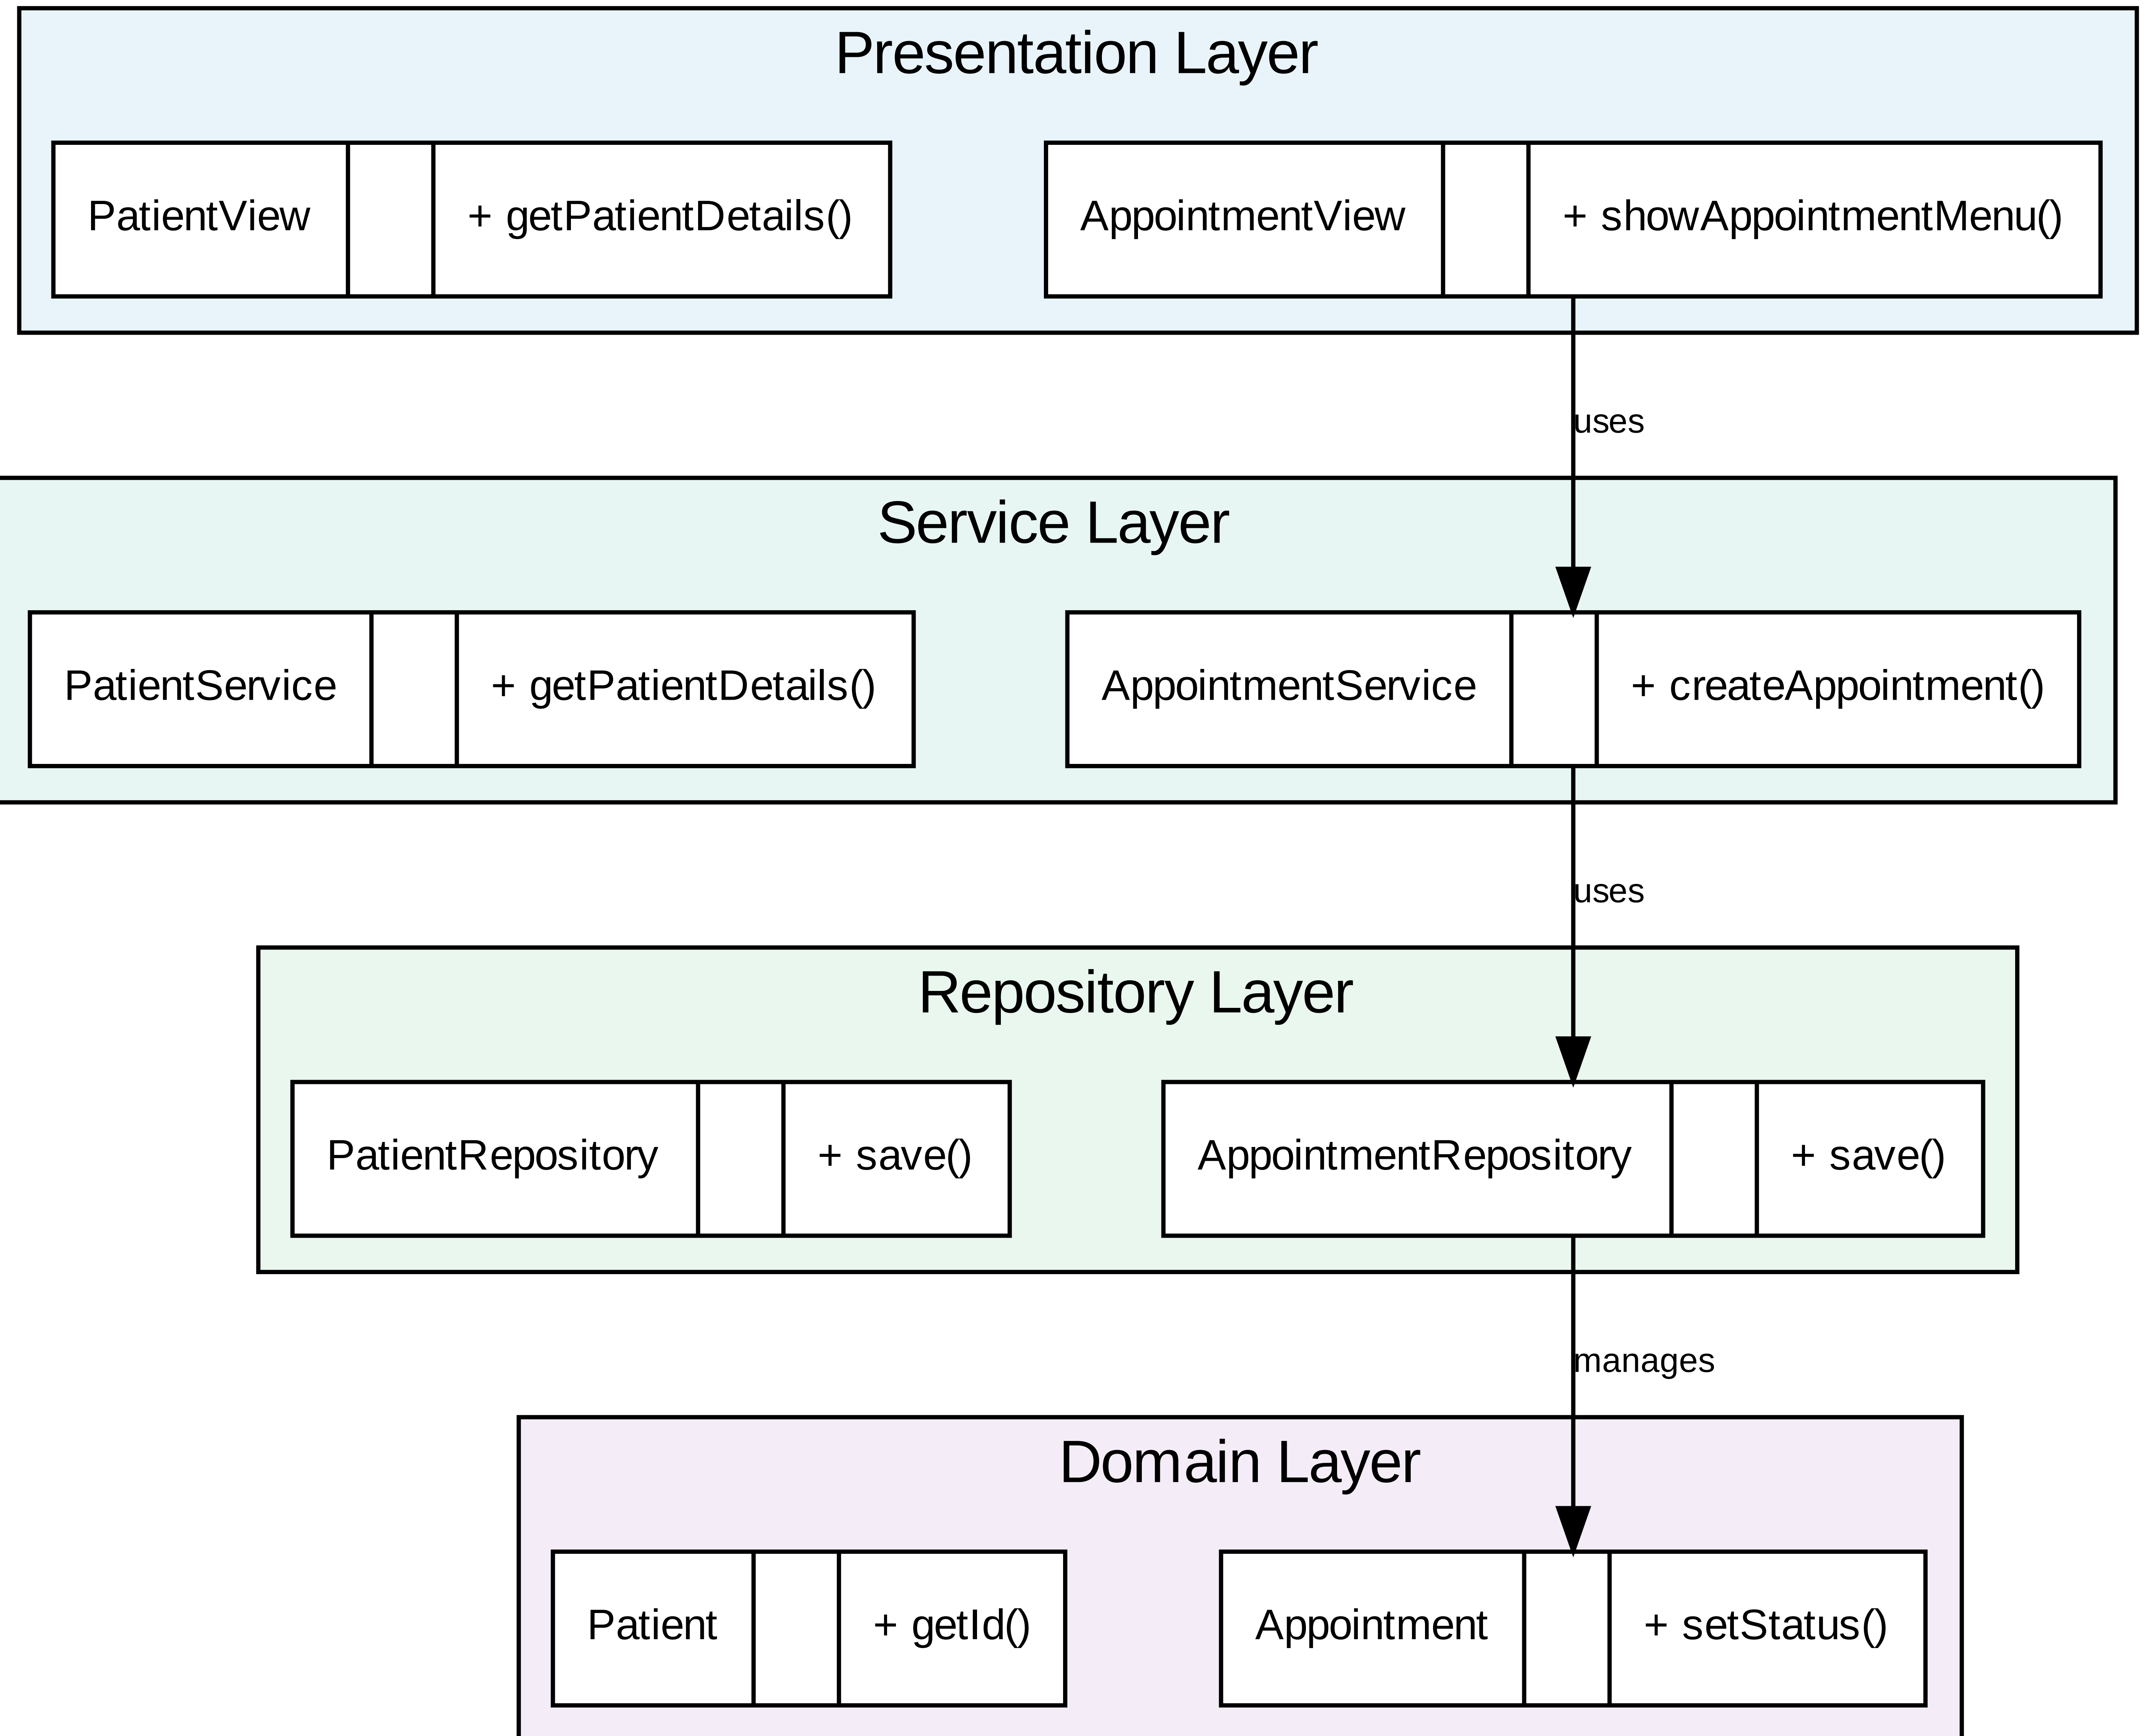 Presentation Layer
PatientView
+ getPatientDetails()
AppointmentView
+ showAppointmentMenu()
uses
Service Layer
PatientService
+ getPatientDetails()
AppointmentService
+ createAppointment()
uses
Repository Layer
PatientRepository
+ save()
AppointmentRepository
+ save()
manages
Domain Layer
Patient
+ getId()
Appointment
+ setStatus()